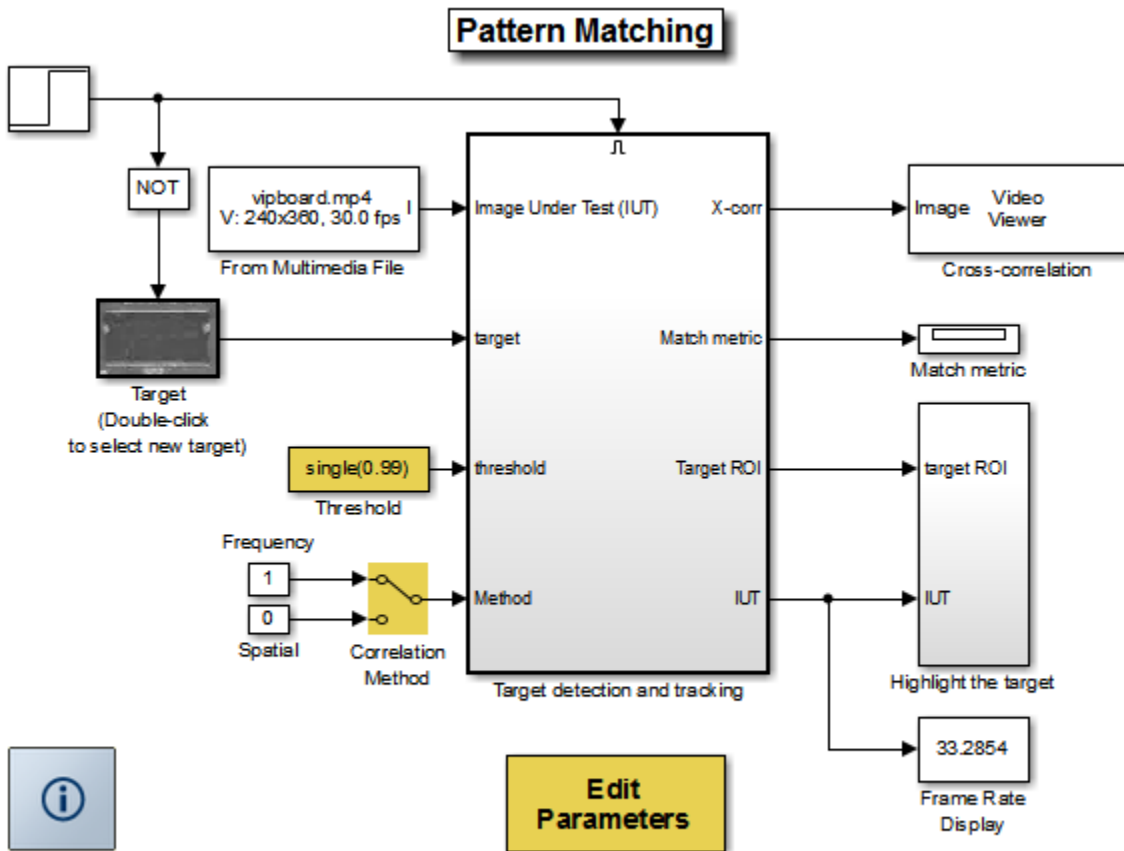 Pattern Matching
NOT
vipboard.mp4
V: 240x360, 30.0 fps
I
From Multimedia File
Image Under Test (IUT)
X-corr
Image
Video
Viewer
Cross-correlation
target
Match metric
Match metric
Target
(Double-click
to select new target)
single(0.99)
Threshold
threshold
Target ROI
target ROI
Frequency
1
0
Spatial
Correlation
Method
Method
IUT
IUT
Target detection and tracking
Highlight the target
33.2854
Frame Rate
Display
Edit
Parameters
i